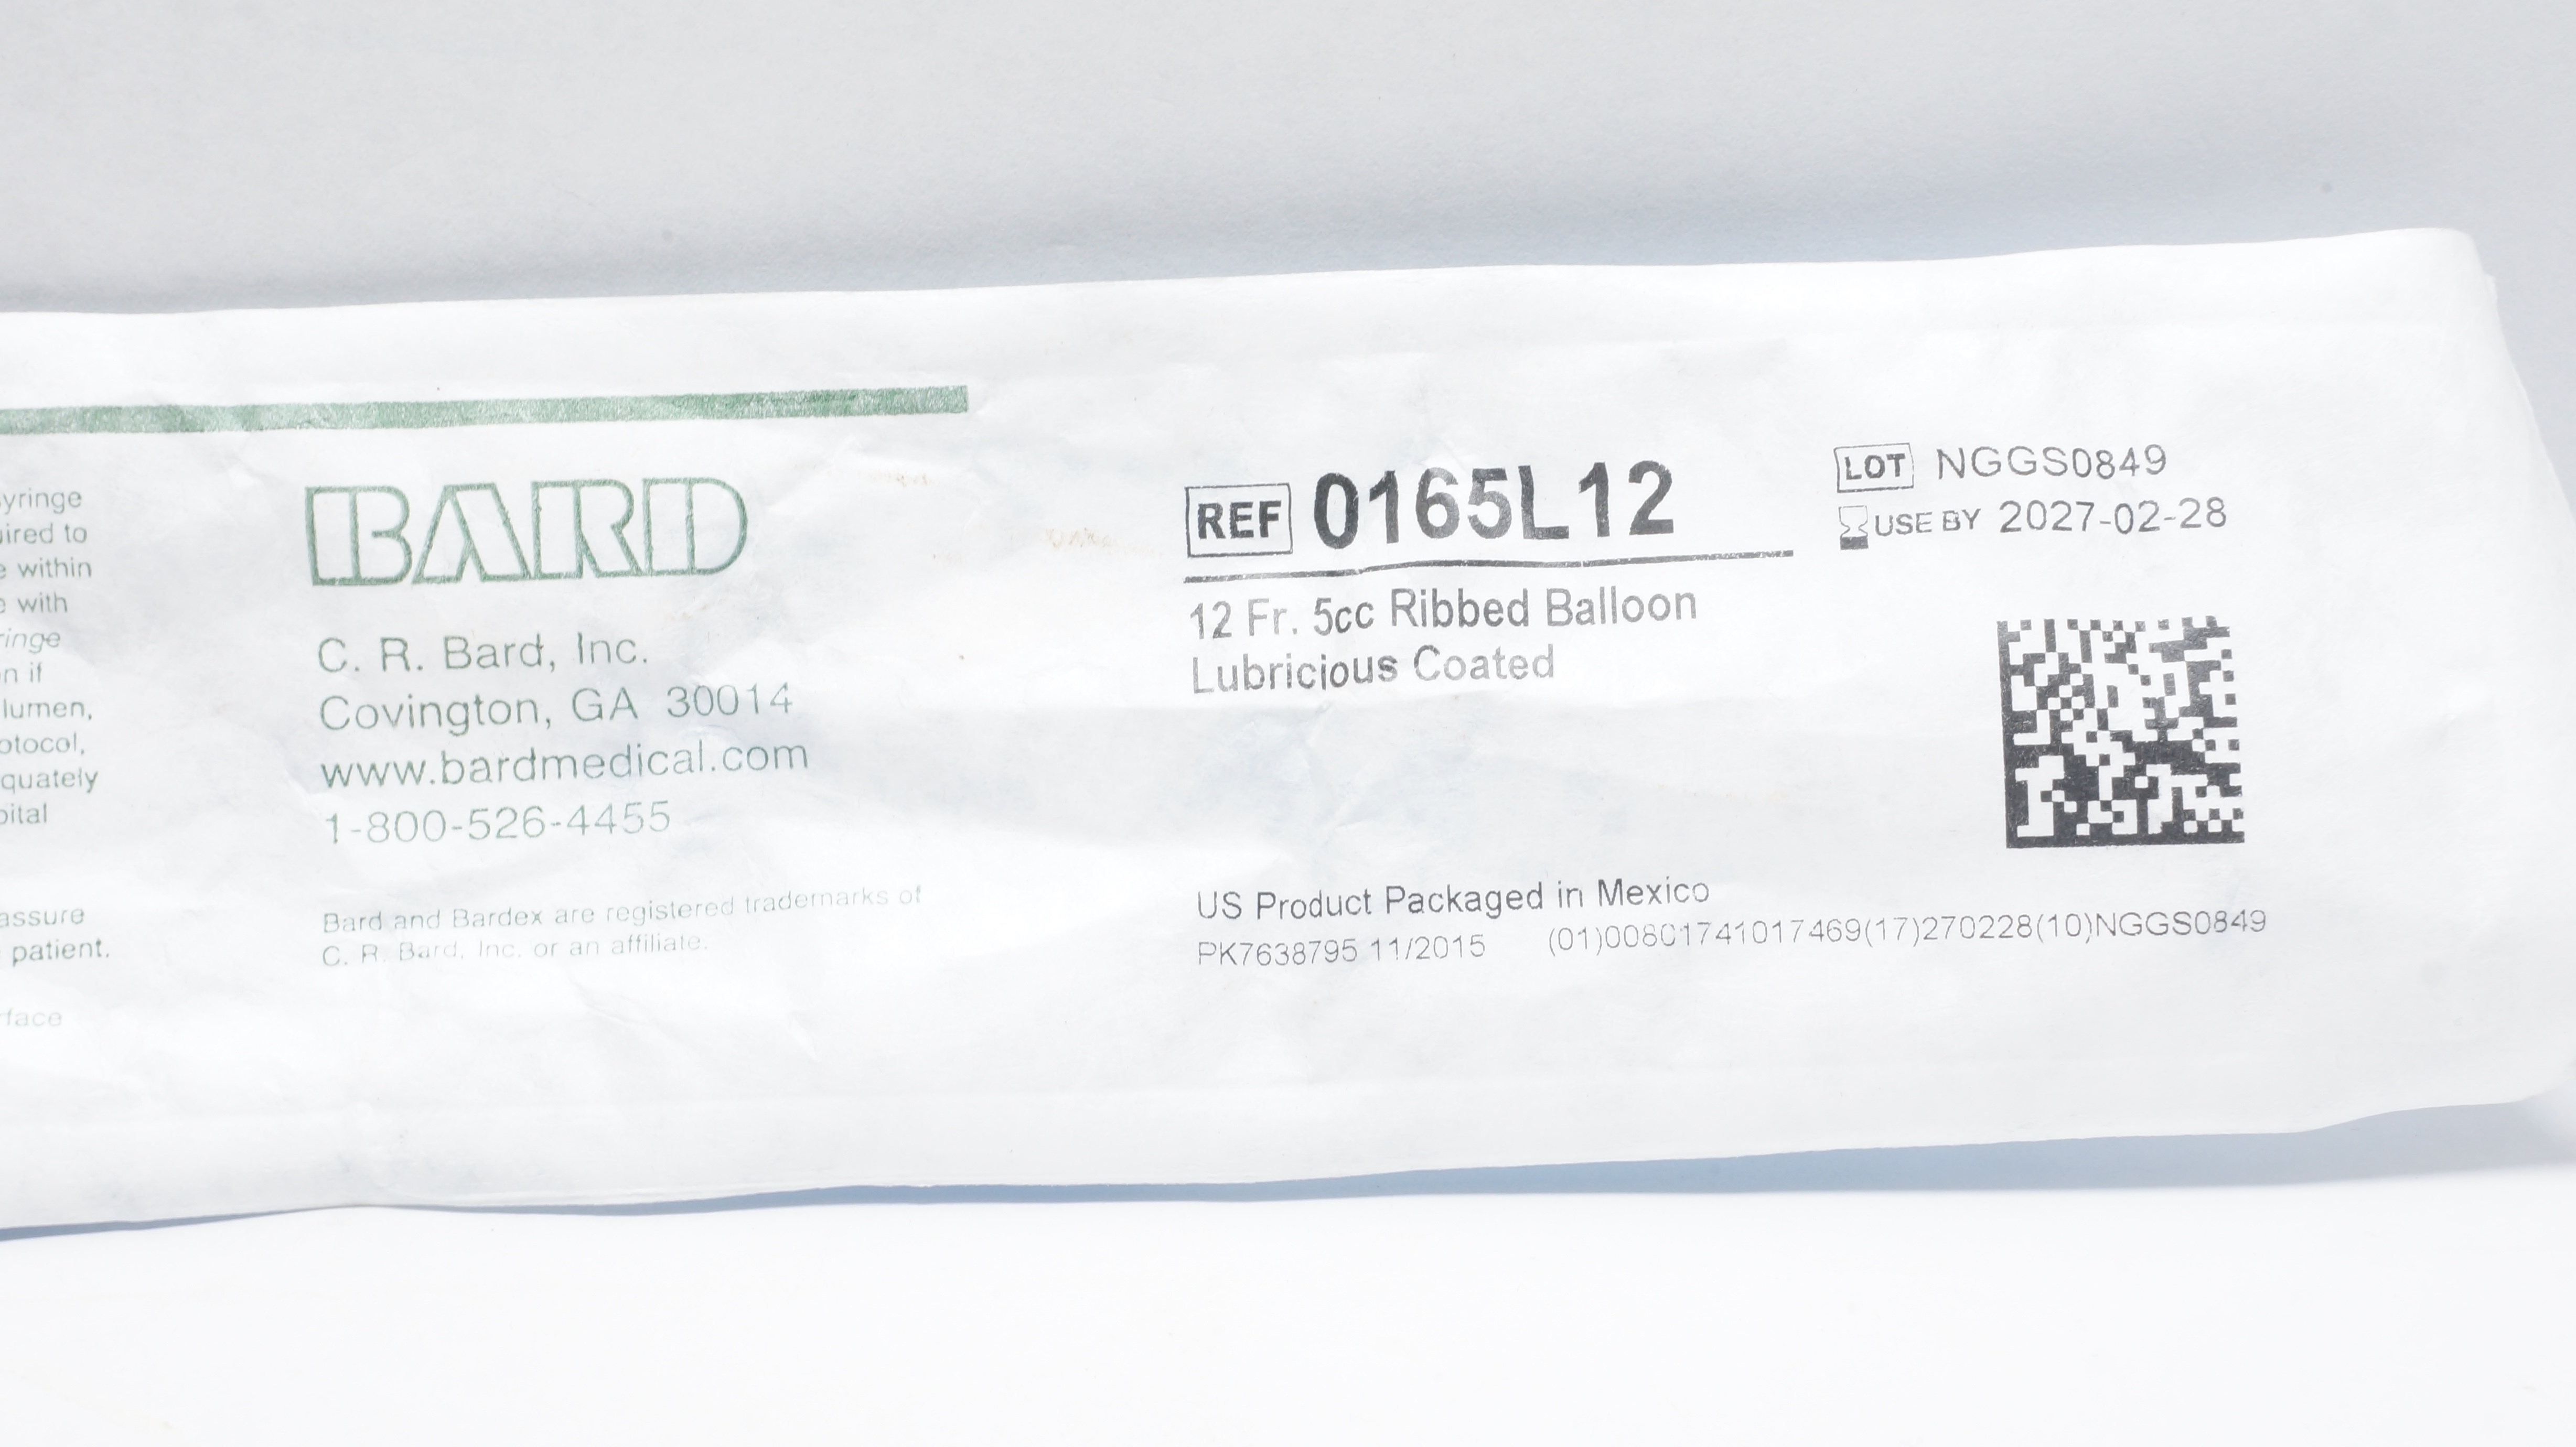 yringe
ired to
within
with
ringe
n if
lumen,
otocol,
quately
pital
assure
patient.
rface
BARD
C. R. Bard, Inc.
Covington, GA 30014
www.bardmedical.com
1-800-526-4455
Bard and Bardex are registered trademarks of
C. R. Bard, Inc. or an affiliate.
REF 0165L12
12 Fr. 5cc Ribbed Balloon
Lubricious Coated
LOT NGGS0849
USE BY 2027-02-28
US Product Packaged in Mexico
PK7638795 11/2015 (01)00801741017469(17)270228(10)NGGS0849